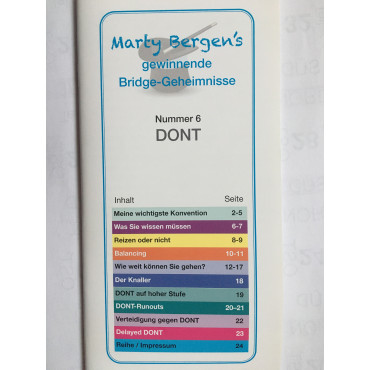 Marty Bergen's
gewinnende
Bridge-Geheimnisse
Nummer 6
DONT
Inhalt Seite
Meine wichtigste Konvention 2-5
Was Sie wissen müssen 6-7
Reizen oder nicht 8-9
Balancing 10-11
Wie weit können Sie gehen? 12-17
Der Knaller 18
DONT auf hoher Stufe 19
DONT-Runouts 20–21
Verteidigung gegen DONT 22
Delayed DONT 23
Reihe / Impressum 24